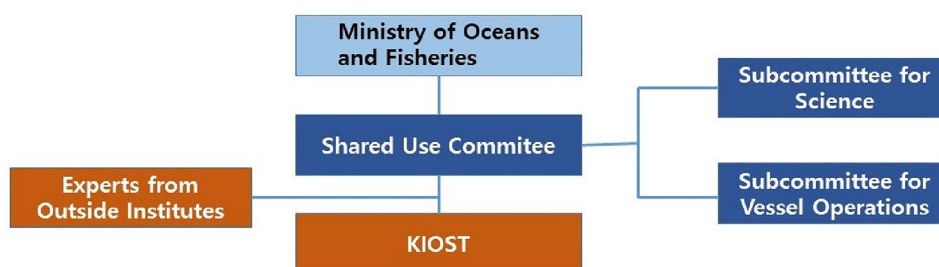 Ministry of Oceans
and Fisheries
Subcommittee for
Science
Shared Use Commitee
Experts from
Outside Institutes
Subcommittee for
Vessel Operations
KIOST